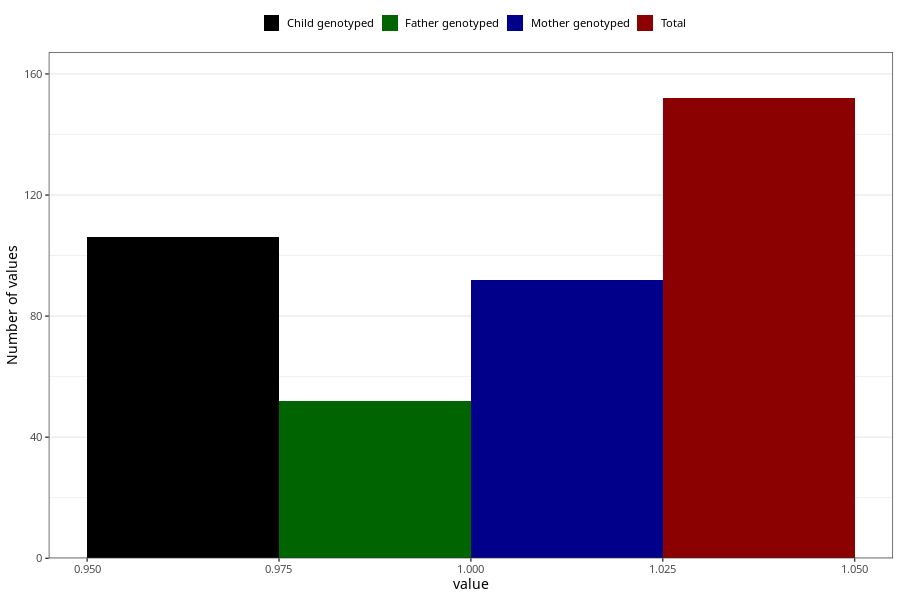 Child genotyped Father genotyped Mother genotyped Total
160
120
80
40
0
Number of values
0.950 0.975 1.000 1.025 1.050
value